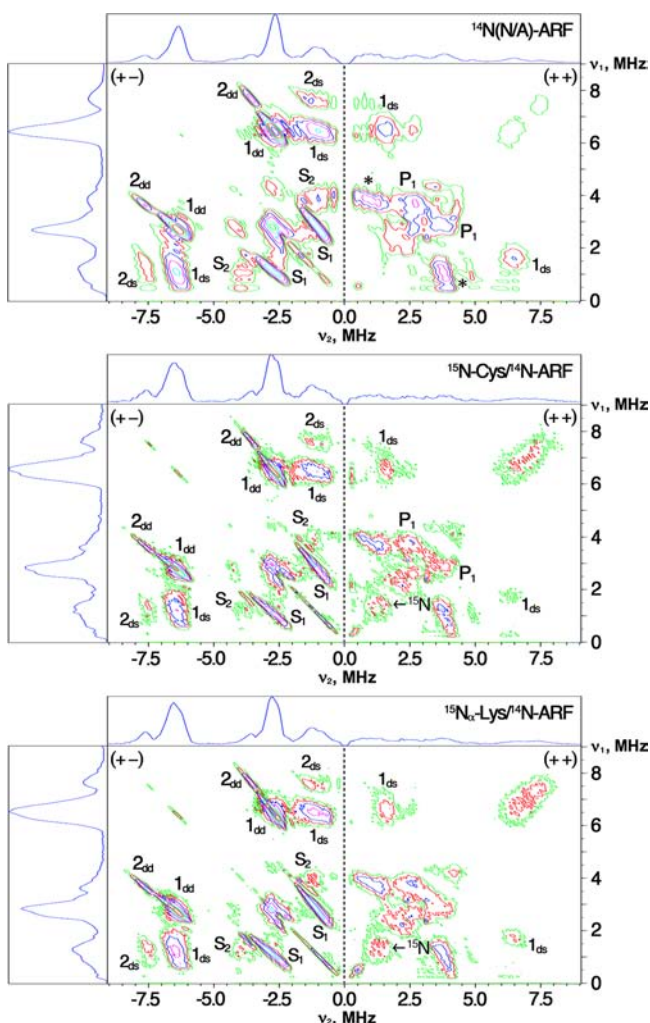 ¹⁴N(N/A)-ARF
(+−)
(++)
ν₁, MHz
2dd
2ds
1ds
8
1dd
1ds
6
S₂
*
P₁
2dd
1dd
4
P₁
2
2ds
1ds
S₂
S₁
S₁
*
1ds
0
-7.5 -5.0 -2.5 0.0 2.5 5.0 7.5
ν₂, MHz
¹⁵N-Cys/¹⁴N-ARF
(+−)
(++)
ν₁, MHz
2dd
2ds
1ds
8
1dd
1ds
6
S₂
P₁
2dd
1dd
4
P₁
2
2ds
1ds
S₂
S₁
S₁
←¹⁵N
0
-7.5 -5.0 -2.5 0.0 2.5 5.0 7.5
ν₂, MHz
¹⁵Nα-Lys/¹⁴N-ARF
(+−)
(++)
ν₁, MHz
2dd
2ds
1ds
8
1dd
1ds
6
S₂
2dd
1dd
4
S₁
2
2ds
1ds
S₂
S₁
←¹⁵N
1ds
0
-7.5 -5.0 -2.5 0.0 2.5 5.0 7.5
ν₂, MHz